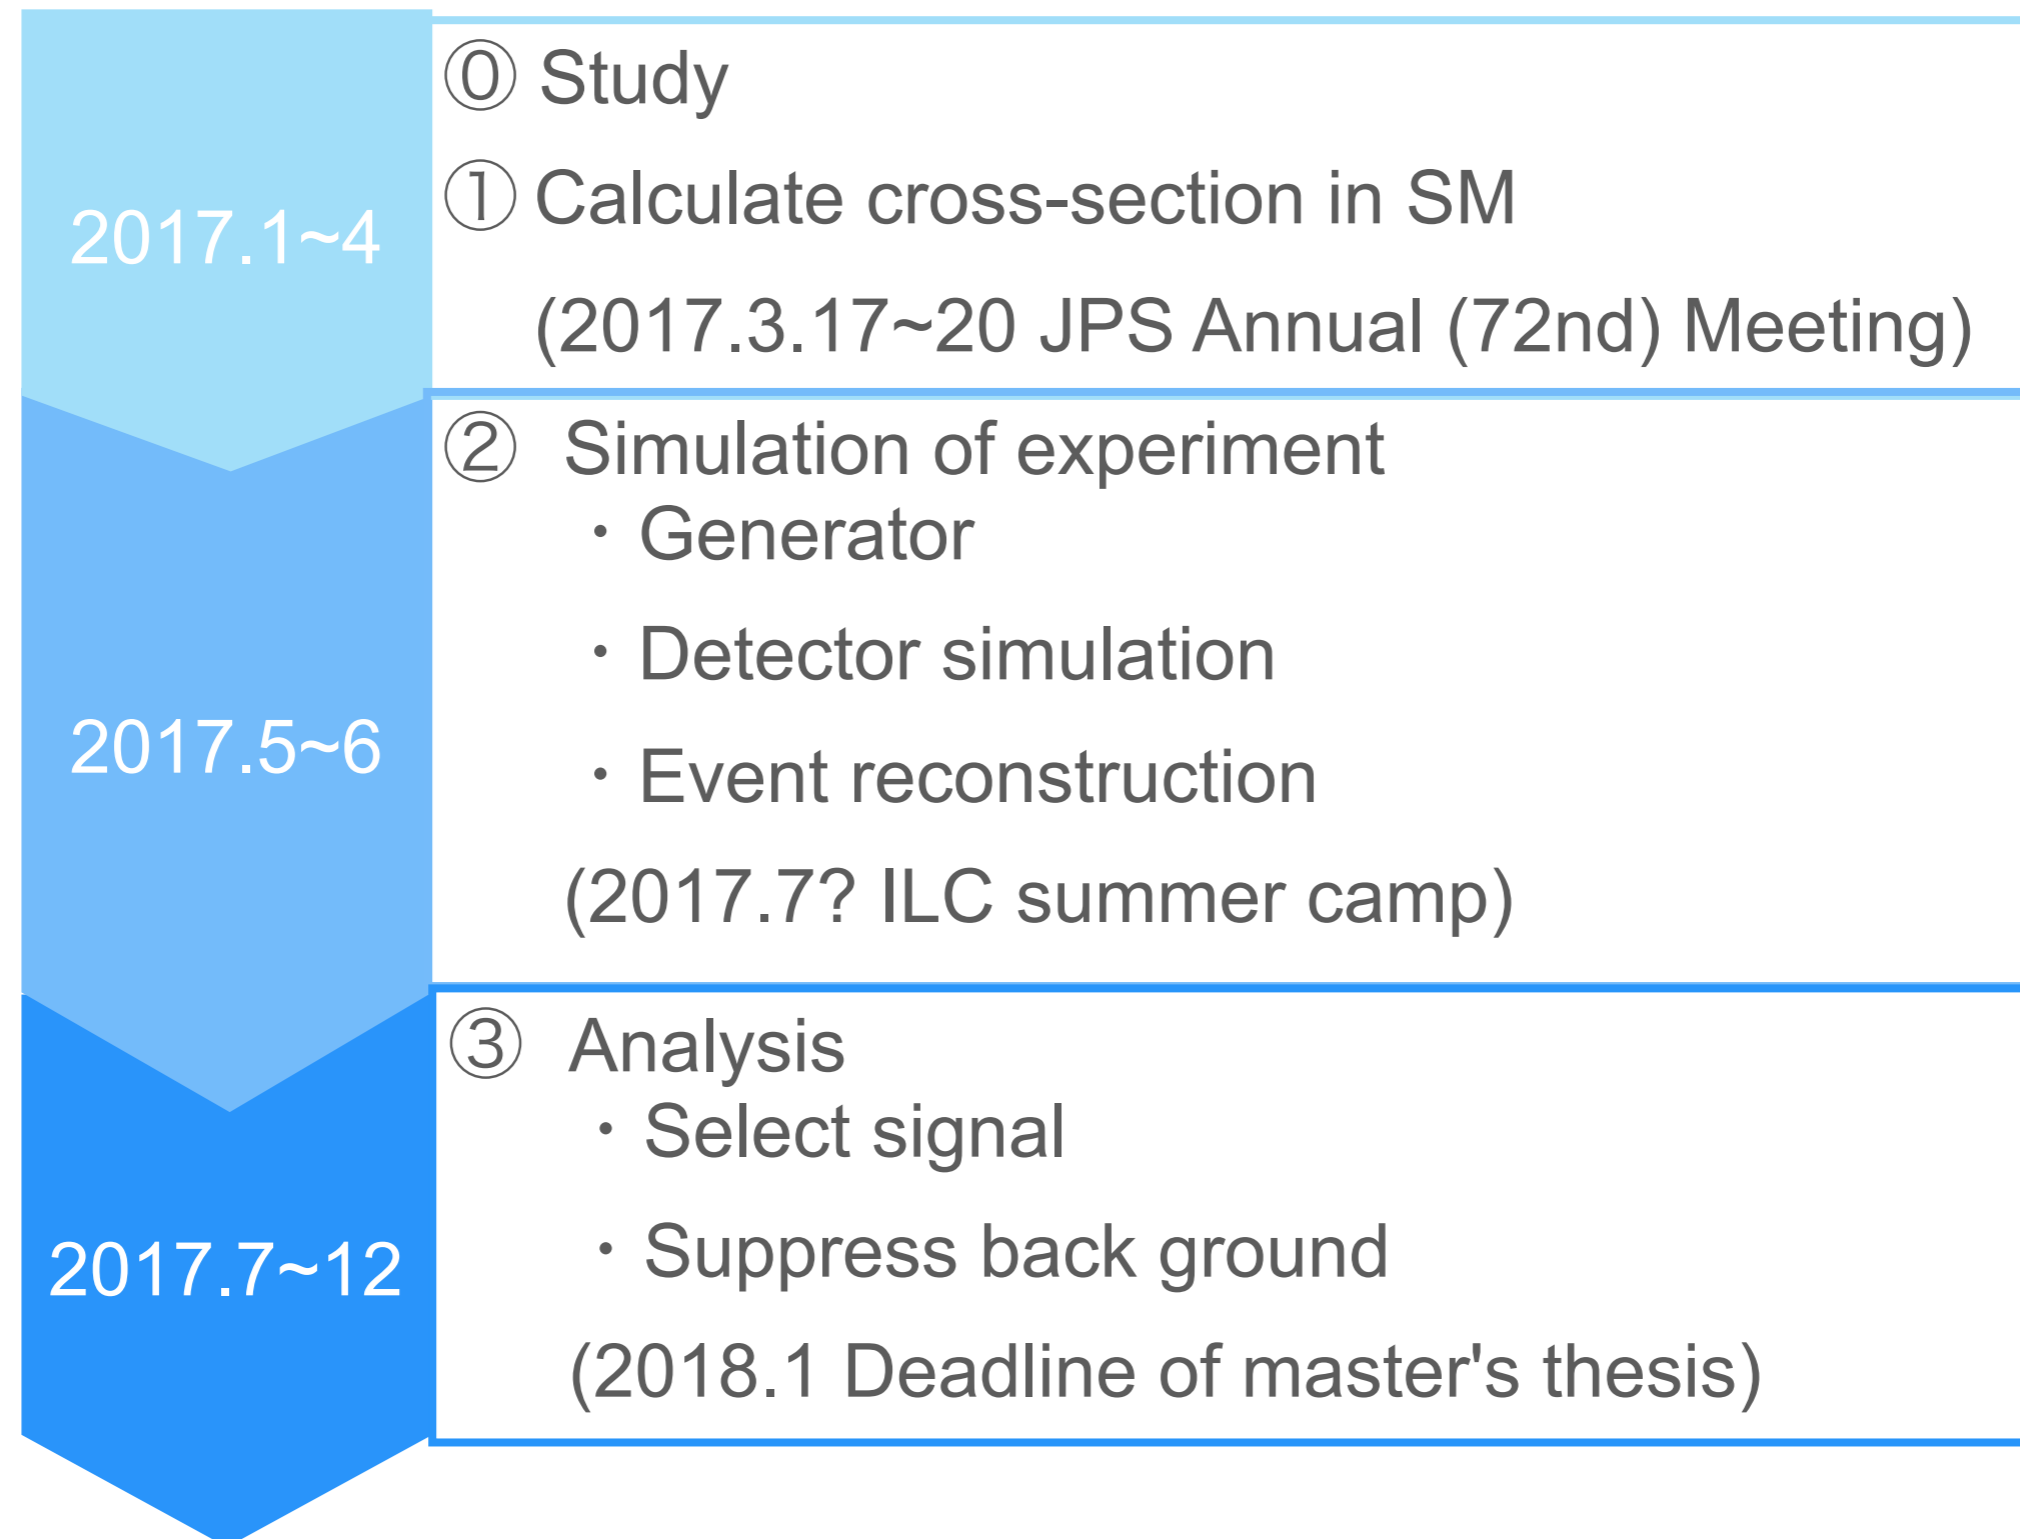 2017.1~4
⓪ Study
① Calculate cross-section in SM
(2017.3.17~20 JPS Annual (72nd) Meeting)
2017.5~6
② Simulation of experiment
・Generator
・Detector simulation
・Event reconstruction
(2017.7? ILC summer camp)
2017.7~12
③ Analysis
・Select signal
・Suppress back ground
(2018.1 Deadline of master's thesis)